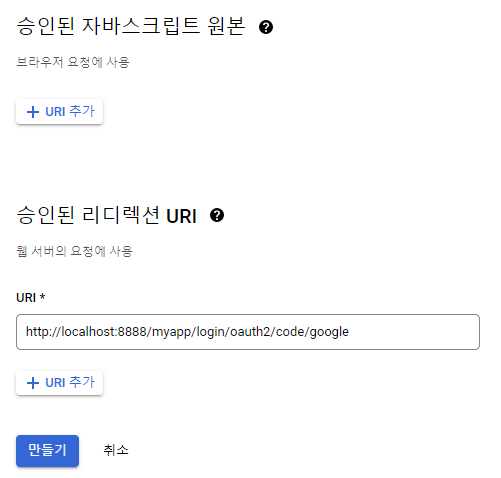 승인된 자바스크립트 원본
브라우저 요청에 사용
+ URI 추가
승인된 리디렉션 URI
웹 서버의 요청에 사용
URI *
http://localhost:8888/myapp/login/oauth2/code/google
+ URI 추가
만들기 취소